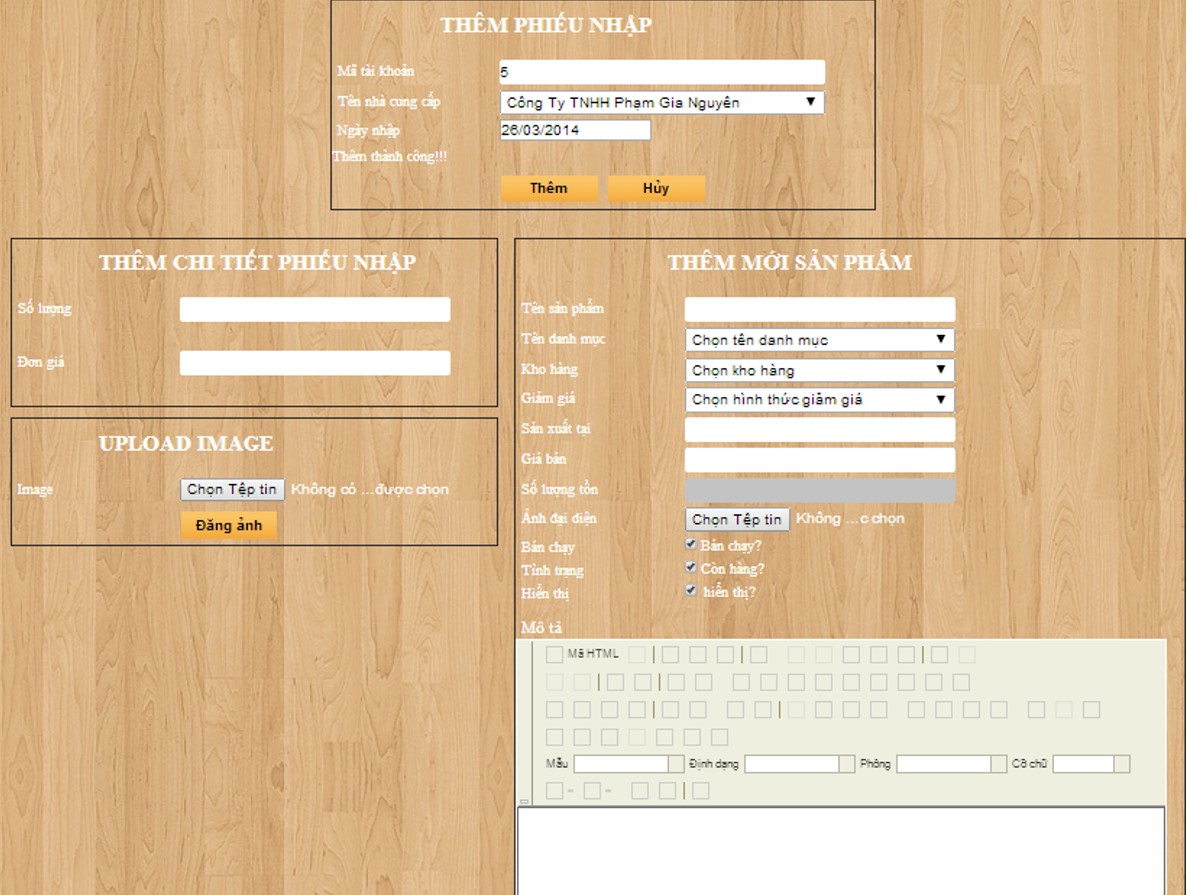 THÊM PHIẾU NHẬP
Mã tài khoản 5
Tên nhà cung cấp Công Ty TNHH Phạm Gia Nguyên
Ngày nhập 26/03/2014
Thêm thành công!!!
Thêm Hủy
THÊM CHI TIẾT PHIẾU NHẬP
Số lượng
Đơn giá
UPLOAD IMAGE
Image Chọn Tệp tin Không có ...được chọn
Đăng ảnh
THÊM MỚI SẢN PHẨM
Tên sản phẩm
Tên danh mục Chọn tên danh mục
Kho hàng Chọn kho hàng
Giảm giá Chọn hình thức giảm giá
Sản xuất tại
Giá bán
Số lượng tồn
Ảnh đại diện Chọn Tệp tin Không ...c chọn
Bán chạy Bán chạy?
Tình trạng Còn hàng?
Hiển thị hiển thị?
Mô tả
Mã HTML
Mẫu Định dạng Phông Cỡ chữ